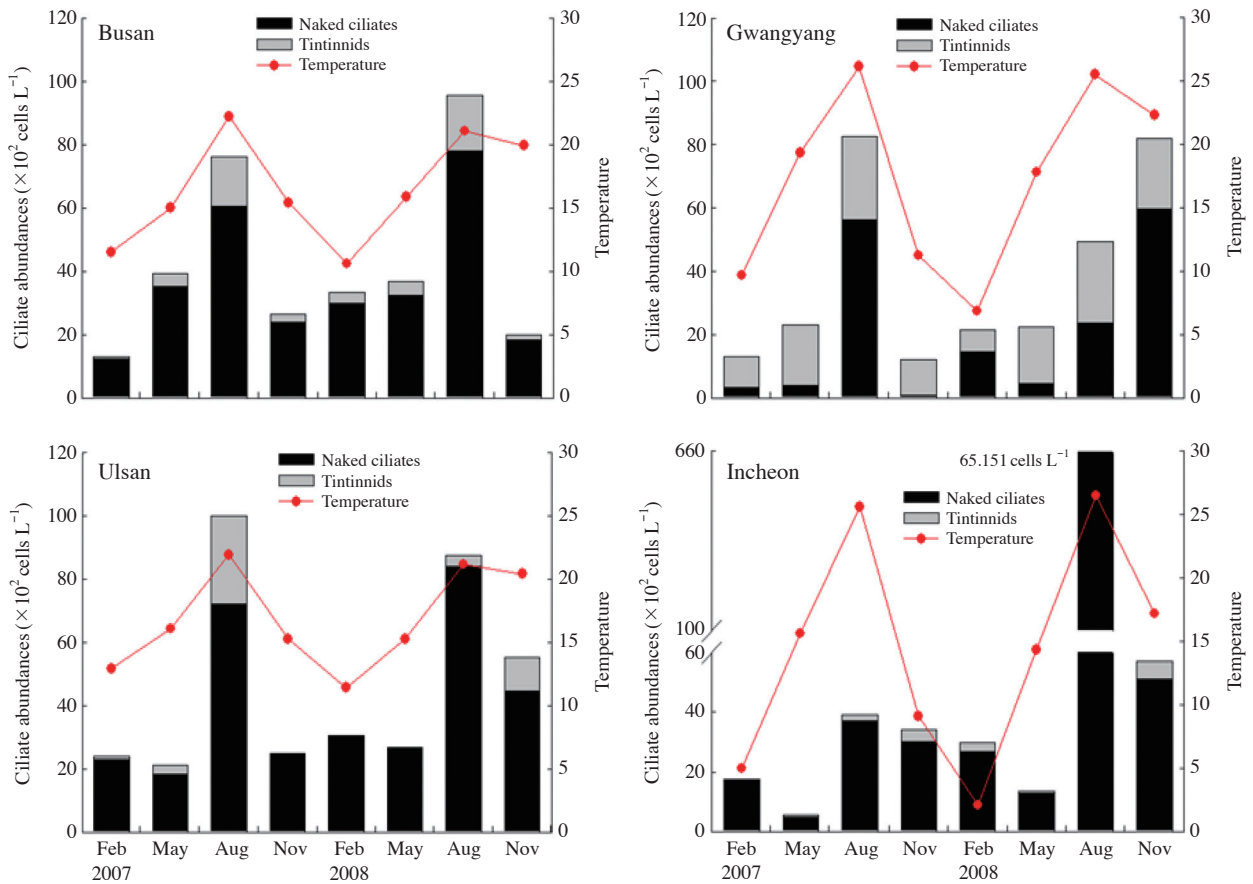 Busan
Naked ciliates
Tintinnids
Temperature
Ciliate abundances (×10² cells L⁻¹)
120
100
80
60
40
20
0
30
25
20
15
10
5
0
Temperature
Gwangyang
Naked ciliates
Tintinnids
Temperature
Ciliate abundances (×10² cells L⁻¹)
120
100
80
60
40
20
0
30
25
20
15
10
5
0
Temperature
Ulsan
Naked ciliates
Tintinnids
Temperature
Ciliate abundances (×10² cells L⁻¹)
120
100
80
60
40
20
0
30
25
20
15
10
5
0
Temperature
Feb May Aug Nov Feb May Aug Nov
2007 2008
Incheon
65.151 cells L⁻¹
Naked ciliates
Tintinnids
Temperature
Ciliate abundances (×10² cells L⁻¹)
660
100
60
40
20
0
30
25
20
15
10
5
0
Temperature
Feb May Aug Nov Feb May Aug Nov
2007 2008